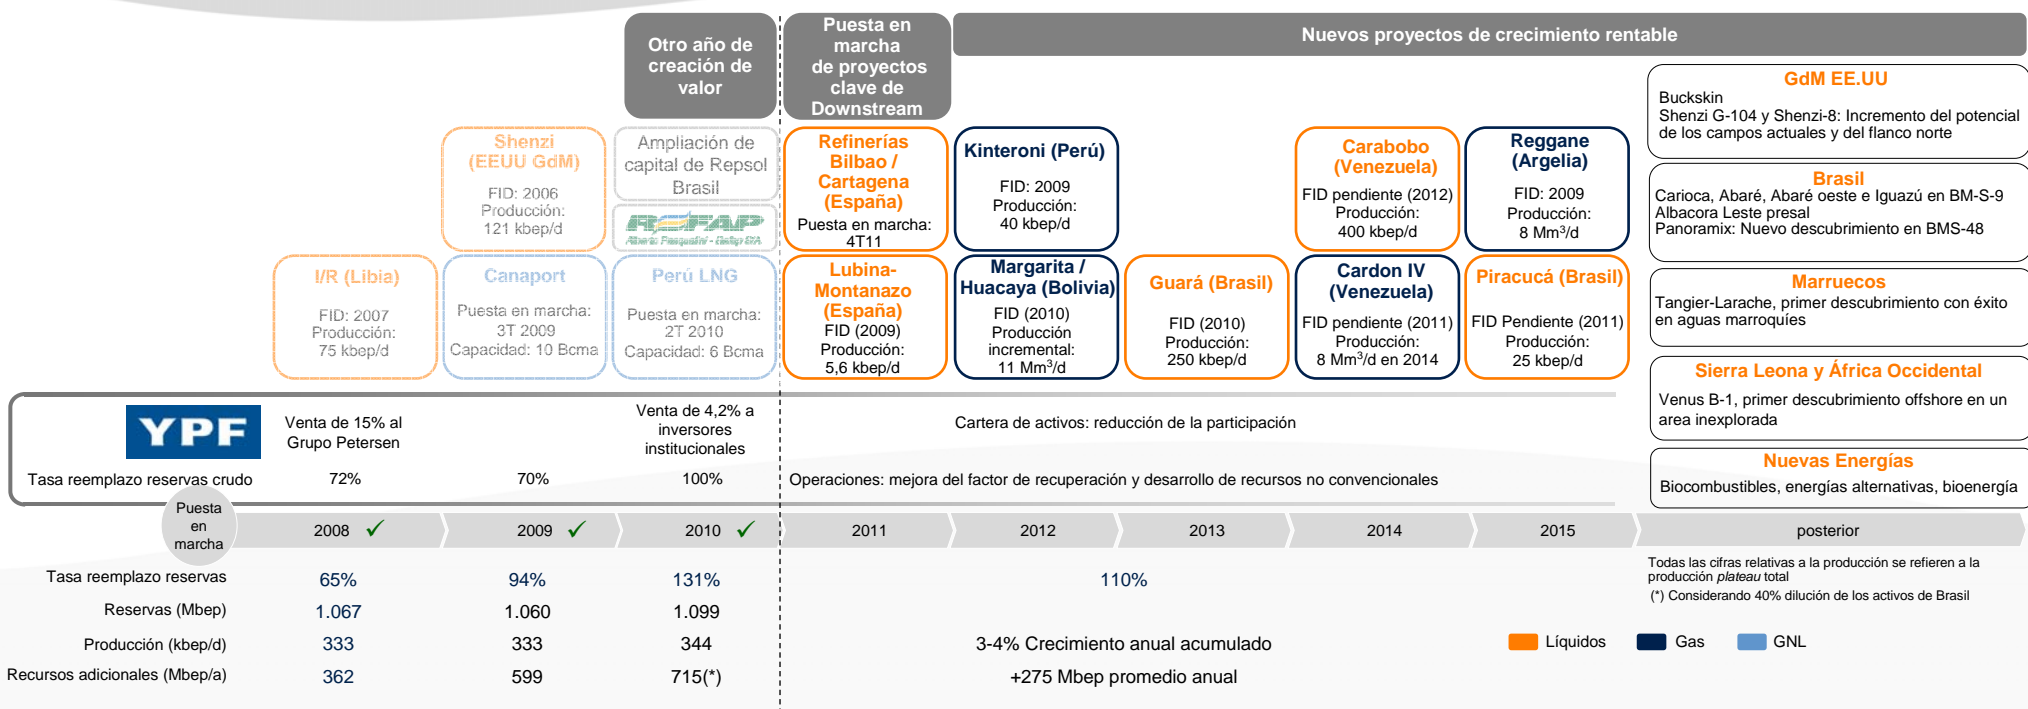 Otro año de
creación de
valor
Puesta en
marcha
de proyectos
clave de
Downstream
Nuevos proyectos de crecimiento rentable
Shenzi
(EEUU GdM)
FID: 2006
Producción:
121 kbep/d
Ampliación de
capital de Repsol
Brasil
REFAP
Alberto Pasqualini - Refap S/A
Refinerías
Bilbao /
Cartagena
(España)
Puesta en marcha:
4T11
Kinteroni (Perú)
FID: 2009
Producción:
40 kbep/d
Carabobo
(Venezuela)
FID pendiente (2012)
Producción:
400 kbep/d
Reggane
(Argelia)
FID: 2009
Producción:
8 Mm³/d
I/R (Libia)
FID: 2007
Producción:
75 kbep/d
Canaport
Puesta en marcha:
3T 2009
Capacidad: 10 Bcma
Perú LNG
Puesta en marcha:
2T 2010
Capacidad: 6 Bcma
Lubina-
Montanazo
(España)
FID (2009)
Producción:
5,6 kbep/d
Margarita /
Huacaya (Bolivia)
FID (2010)
Producción
incremental:
11 Mm³/d
Guará (Brasil)
FID (2010)
Producción:
250 kbep/d
Cardon IV
(Venezuela)
FID pendiente (2011)
Producción:
8 Mm³/d en 2014
Piracucá (Brasil)
FID Pendiente (2011)
Producción:
25 kbep/d
GdM EE.UU
Buckskin
Shenzi G-104 y Shenzi-8: Incremento del potencial
de los campos actuales y del flanco norte
Brasil
Carioca, Abaré, Abaré oeste e Iguazú en BM-S-9
Albacora Leste presal
Panoramix: Nuevo descubrimiento en BMS-48
Marruecos
Tangier-Larache, primer descubrimiento con éxito
en aguas marroquíes
Sierra Leona y África Occidental
Venus B-1, primer descubrimiento offshore en un
area inexplorada
Nuevas Energías
Biocombustibles, energías alternativas, bioenergía
YPF
Venta de 15% al
Grupo Petersen
Venta de 4,2% a
inversores
institucionales
Cartera de activos: reducción de la participación
Tasa reemplazo reservas crudo 72% 70% 100% Operaciones: mejora del factor de recuperación y desarrollo de recursos no convencionales
Puesta
en
marcha
2008 ✓ 2009 ✓ 2010 ✓ 2011 2012 2013 2014 2015 posterior
Tasa reemplazo reservas 65% 94% 131% 110%
Reservas (Mbep) 1.067 1.060 1.099
Producción (kbep/d) 333 333 344 3-4% Crecimiento anual acumulado
Recursos adicionales (Mbep/a) 362 599 715(*) +275 Mbep promedio anual
Todas las cifras relativas a la producción se refieren a la
producción plateau total
(*) Considerando 40% dilución de los activos de Brasil
Líquidos Gas GNL